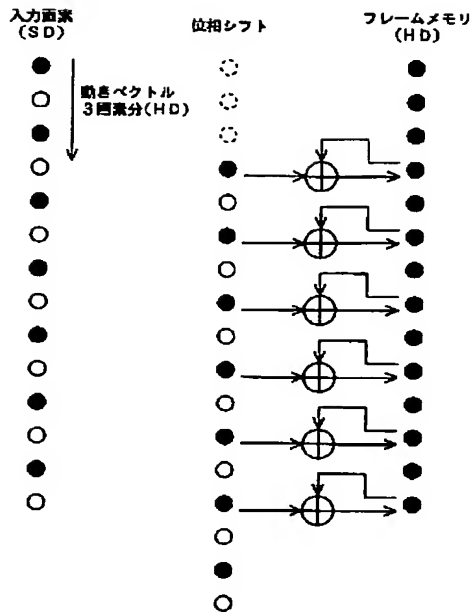 入力画素
(SD)
位相シフト
フレームメモリ
(HD)
動きベクトル
3画素分(HD)